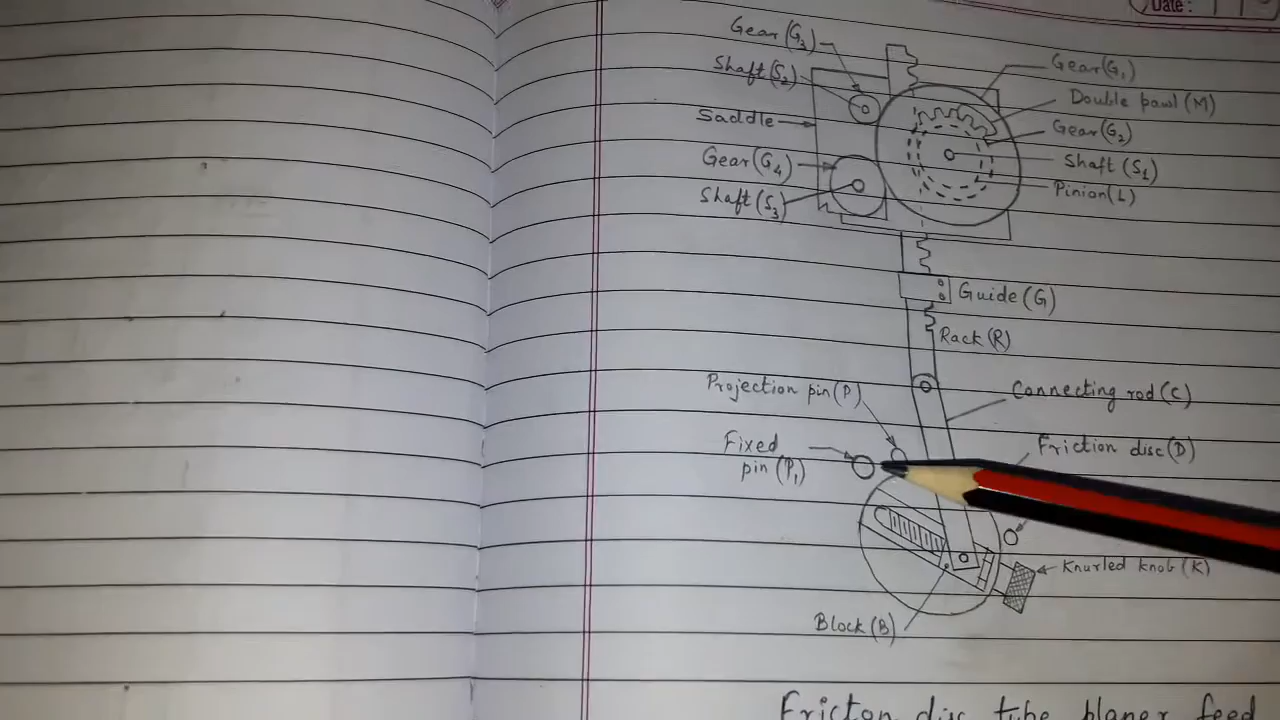 Date :
Gear(G3)
Shaft(S2)
Saddle
Gear(G4)
Shaft(S3)
Gear(G1)
Double pawl(M)
Gear(G2)
Shaft(S1)
Pinion(L)
Guide(G)
Rack(R)
Projection pin(P)
Connecting rod(C)
Fixed
pin(P1)
Friction disc(D)
Knurled knob(K)
Block(B)
Fricton disc type planer feed